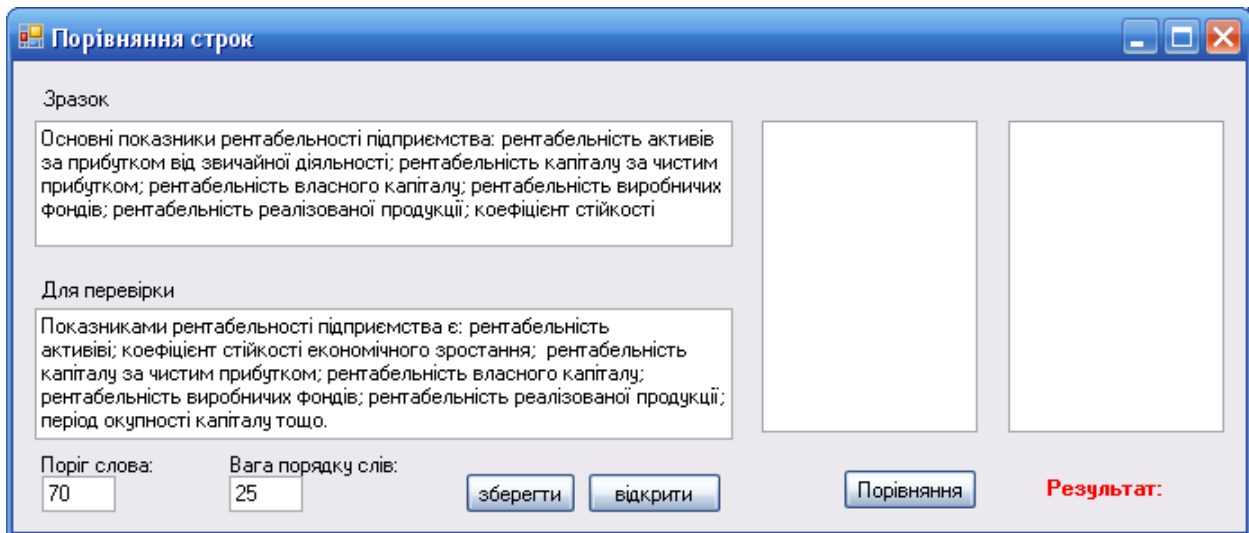 Порівняння строк
Зразок
Основні показники рентабельності підприємства: рентабельність активів
за прибутком від звичайної діяльності; рентабельність капіталу за чистим
прибутком; рентабельність власного капіталу; рентабельність виробничих
фондів; рентабельність реалізованої продукції; коефіцієнт стійкості
Для перевірки
Показниками рентабельності підприємства є: рентабельність
активіві; коефіцієнт стійкості економічного зростання; рентабельність
капіталу за чистим прибутком; рентабельність власного капіталу;
рентабельність виробничих фондів; рентабельність реалізованої продукції;
період окупності капіталу тощо.
Поріг слова:
Вага порядку слів:
70
25
зберегти
відкрити
Порівняння
Результат: